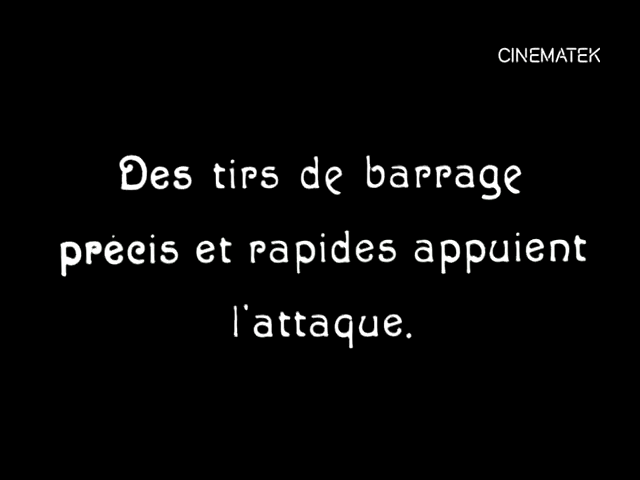 CINEMATEK
Des tirs de barrage
précis et rapides appuient
l'attaque.